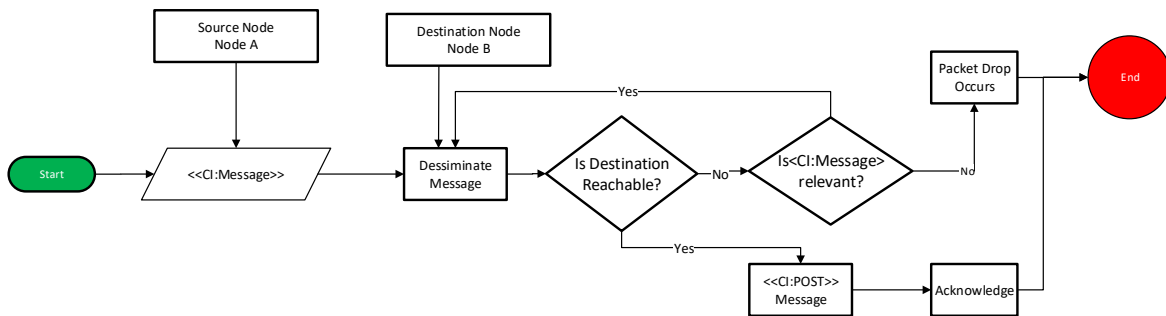 Source Node
Node A
Destination Node
Node B
Packet Drop
Occurs
End
Yes
Start
<<CI:Message>>
Dessiminate
Message
Is Destination
Reachable?
No
Is<CI:Message>
relevant?
No
Yes
<<CI:POST>>
Message
Acknowledge